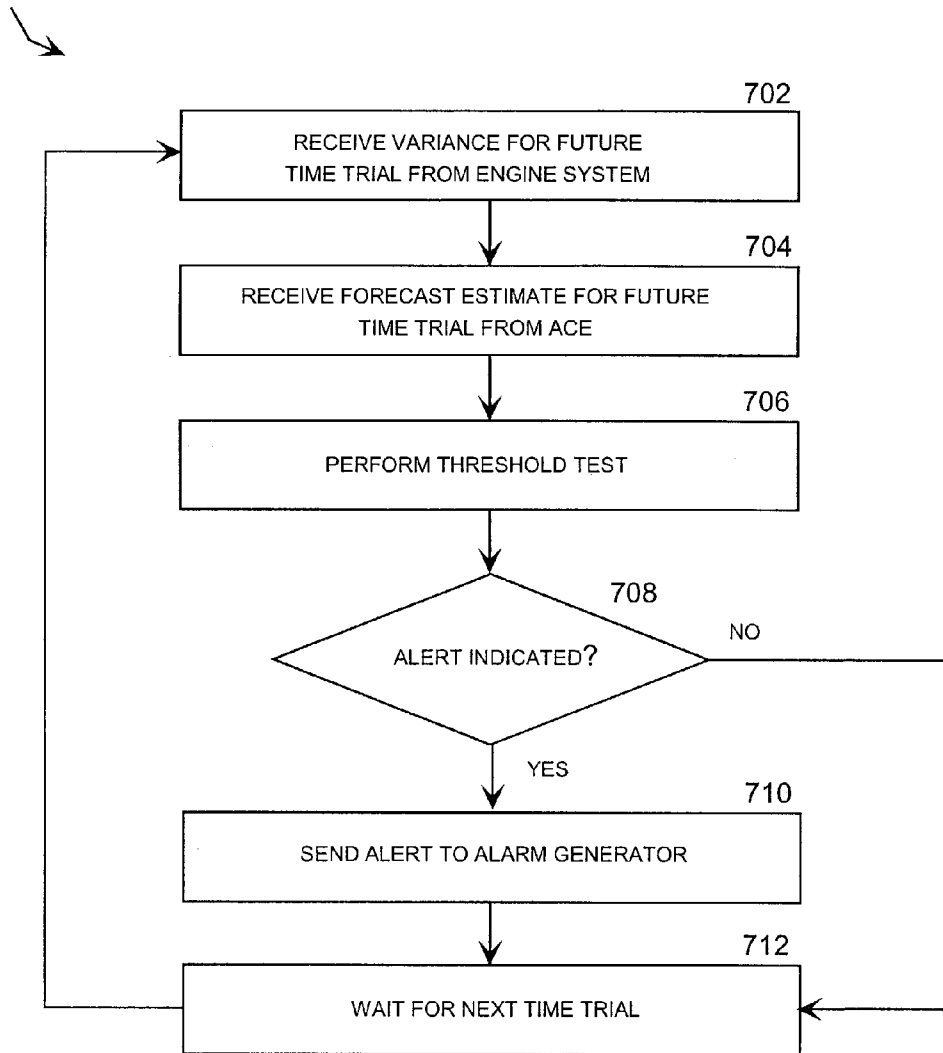 702
RECEIVE VARIANCE FOR FUTURE
TIME TRIAL FROM ENGINE SYSTEM
704
RECEIVE FORECAST ESTIMATE FOR FUTURE
TIME TRIAL FROM ACE
706
PERFORM THRESHOLD TEST
708
ALERT INDICATED?
NO
YES
710
SEND ALERT TO ALARM GENERATOR
712
WAIT FOR NEXT TIME TRIAL